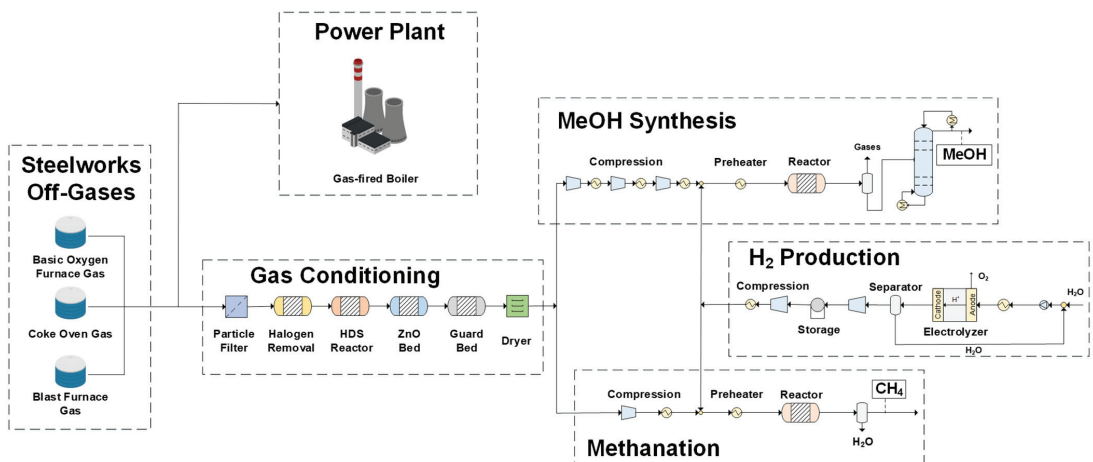 Power Plant
Gas-fired Boiler
Steelworks
Off-Gases
Basic Oxygen
Furnace Gas
Coke Oven Gas
Blast Furnace
Gas
Gas Conditioning
Particle
Filter
Halogen
Removal
HDS
Reactor
ZnO
Bed
Guard
Bed
Dryer
MeOH Synthesis
Compression
Preheater
Reactor
Gases
MeOH
H₂ Production
Compression
Storage
Separator
Cathode
H⁺
Anode
O₂
Electrolyzer
H₂O
H₂O
Methanation
Compression
Preheater
Reactor
CH₄
H₂O